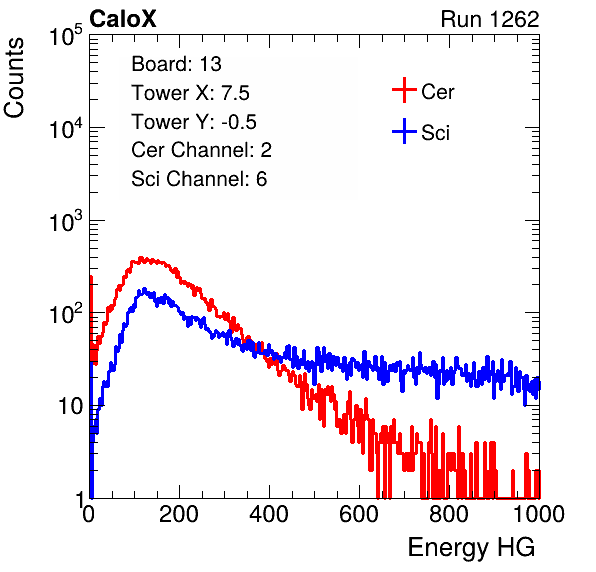 CaloX Run 1262
Counts
Board: 13
Tower X: 7.5
Tower Y: -0.5
Cer Channel: 2
Sci Channel: 6
Cer
Sci
10^5
10^4
10^3
10^2
10
1
0 200 400 600 800 1000
Energy HG